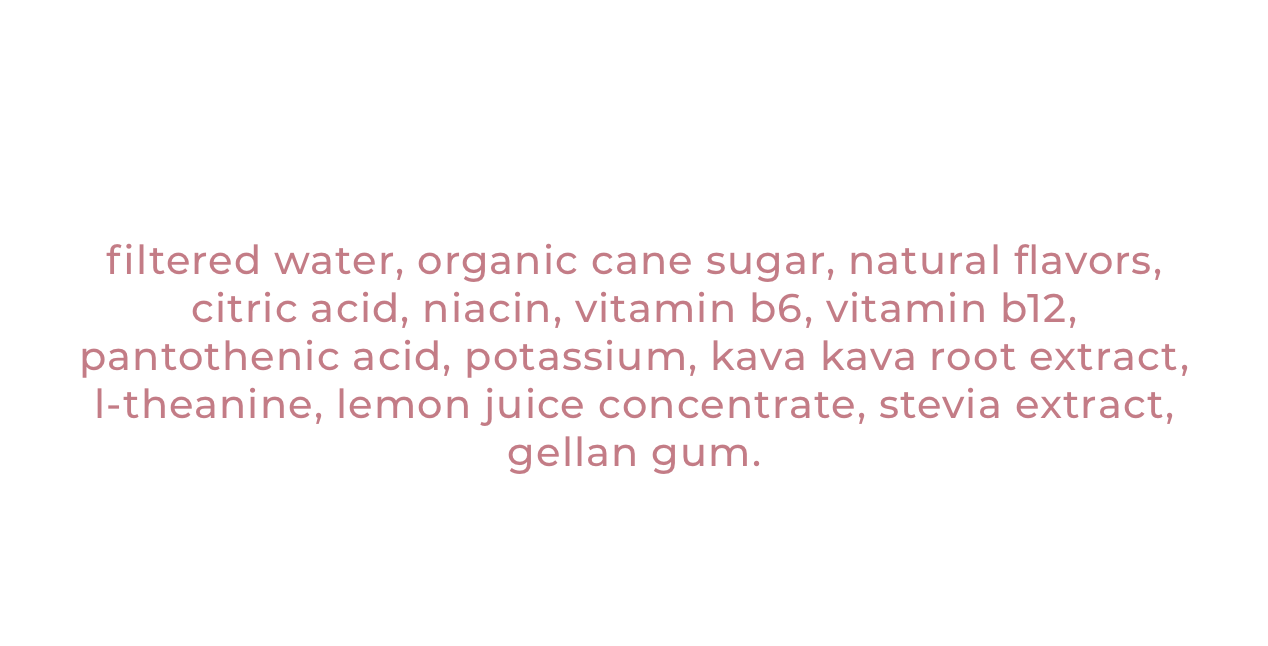 filtered water, organic cane sugar, natural flavors,
citric acid, niacin, vitamin b6, vitamin b12,
pantothenic acid, potassium, kava kava root extract,
l-theanine, lemon juice concentrate, stevia extract,
gellan gum.